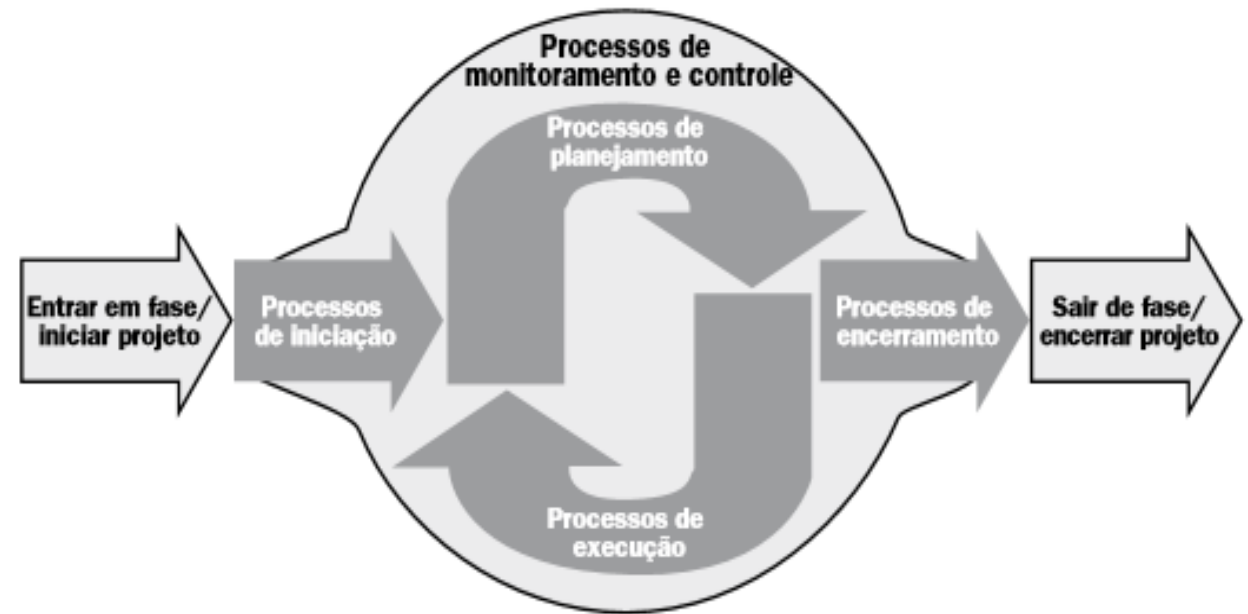 Processos de
monitoramento e controle
Processos de
planejamento
Entrar em fase/
iniciar projeto
Processos
de iniciação
Processos de
encerramento
Sair de fase/
encerrar projeto
Processos de
execução